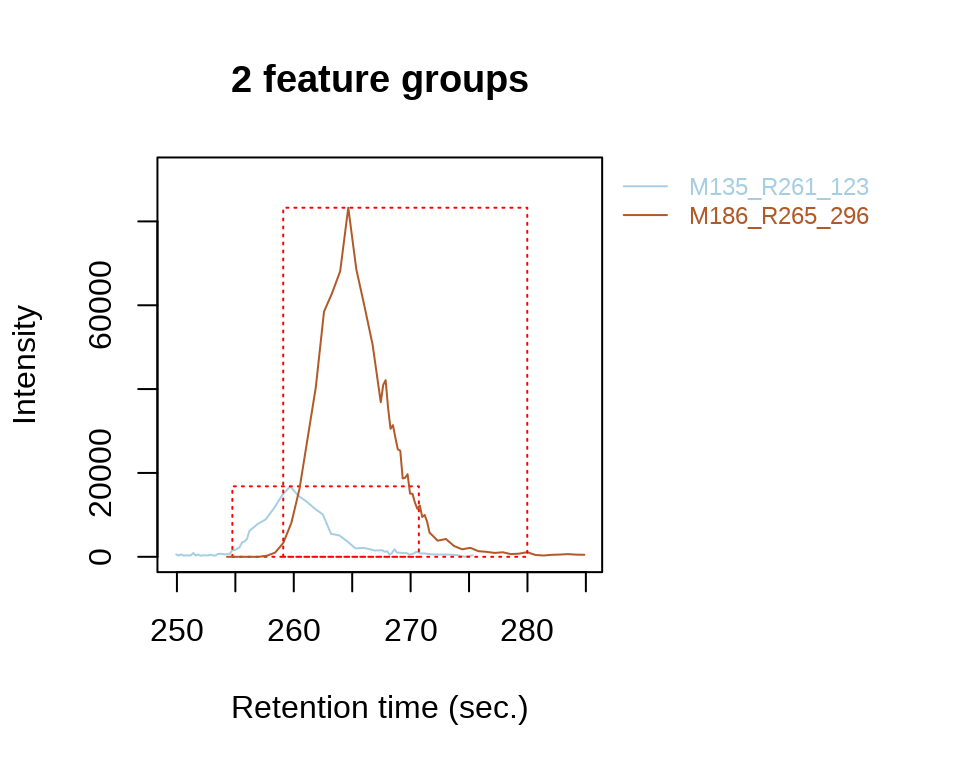 2 feature groups
M135_R261_123
M186_R265_296
Intensity
60000
20000
0
250 260 270 280
Retention time (sec.)